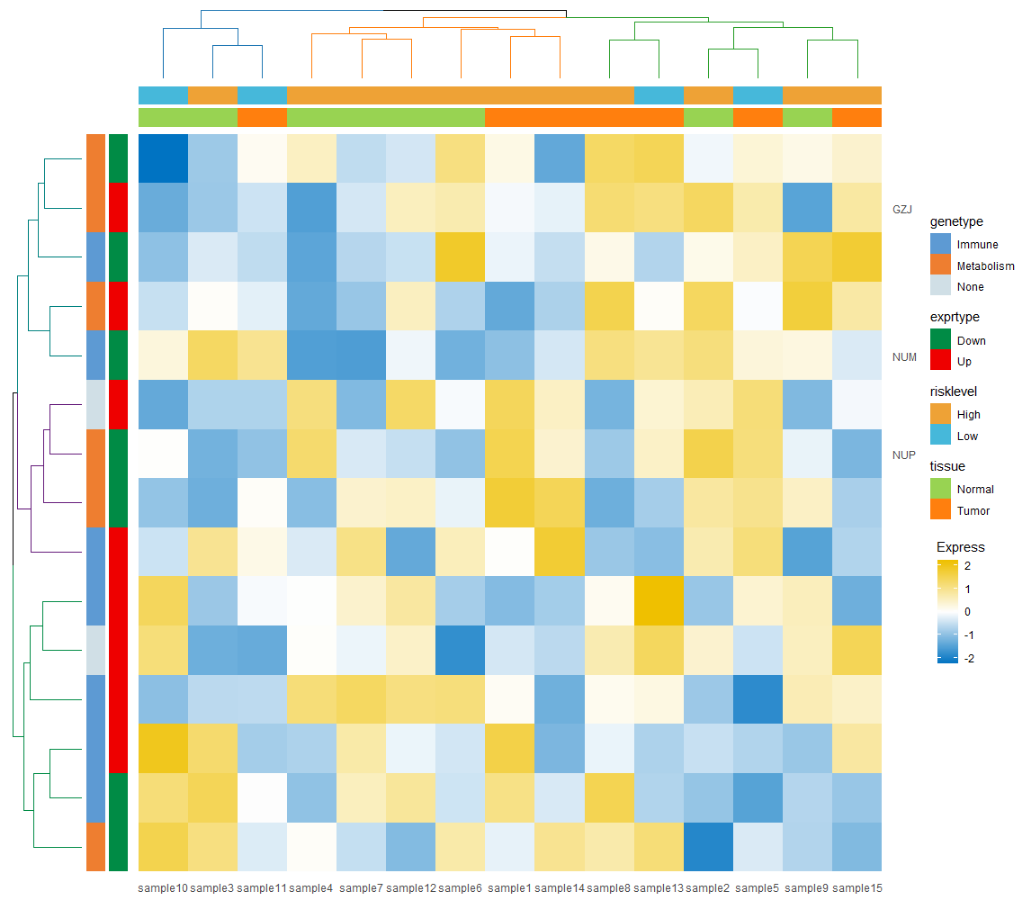 GZJ
NUM
NUP
genetype
Immune
Metabolism
None
exprtype
Down
Up
risklevel
High
Low
tissue
Normal
Tumor
Express
2
1
0
-1
-2
sample10 sample3 sample11 sample4 sample7 sample12 sample6 sample1 sample14 sample8 sample13 sample2 sample5 sample9 sample15